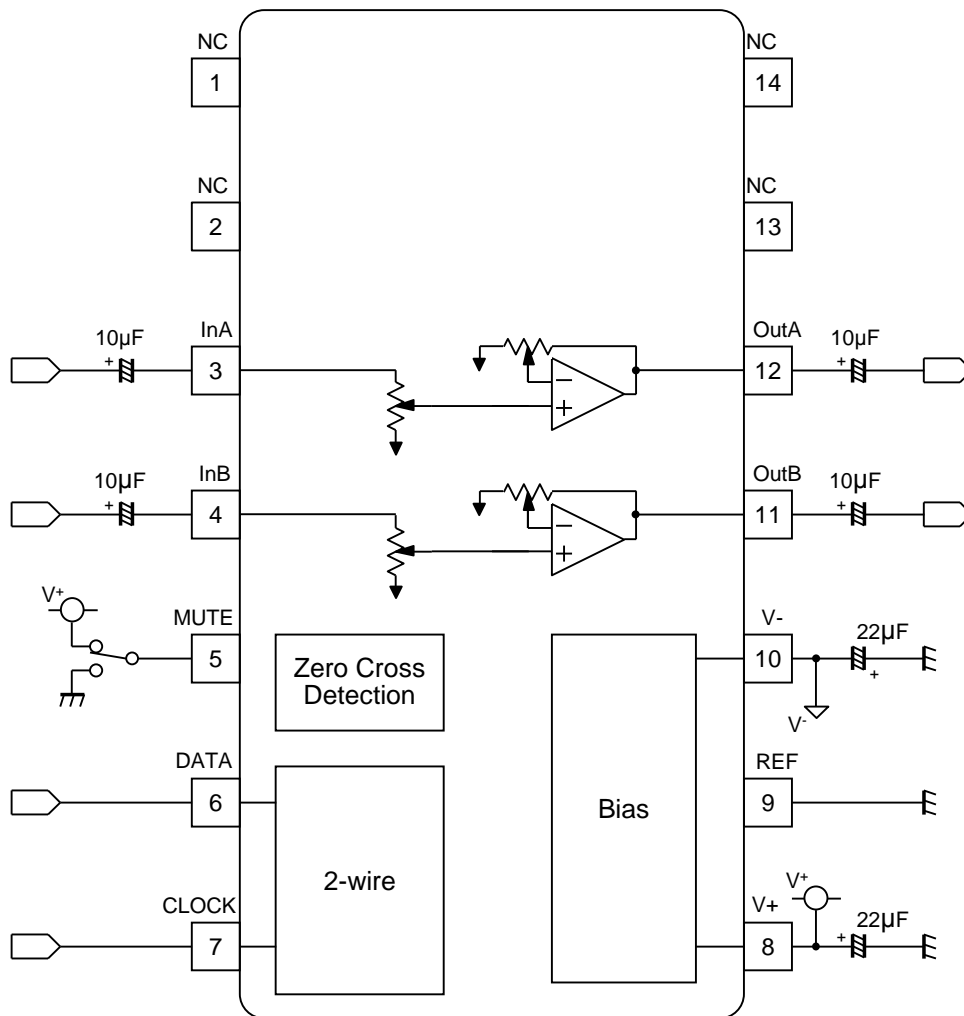 NC
1
NC
14
NC
2
NC
13
10µF
+
InA
3
−
+
OutA
12
10µF
+
10µF
+
InB
4
−
+
OutB
11
10µF
+
V+
MUTE
5
Zero Cross
Detection
V-
10
22µF
+
V-
DATA
6
REF
9
2-wire
Bias
CLOCK
7
V+
8
V+
22µF
+